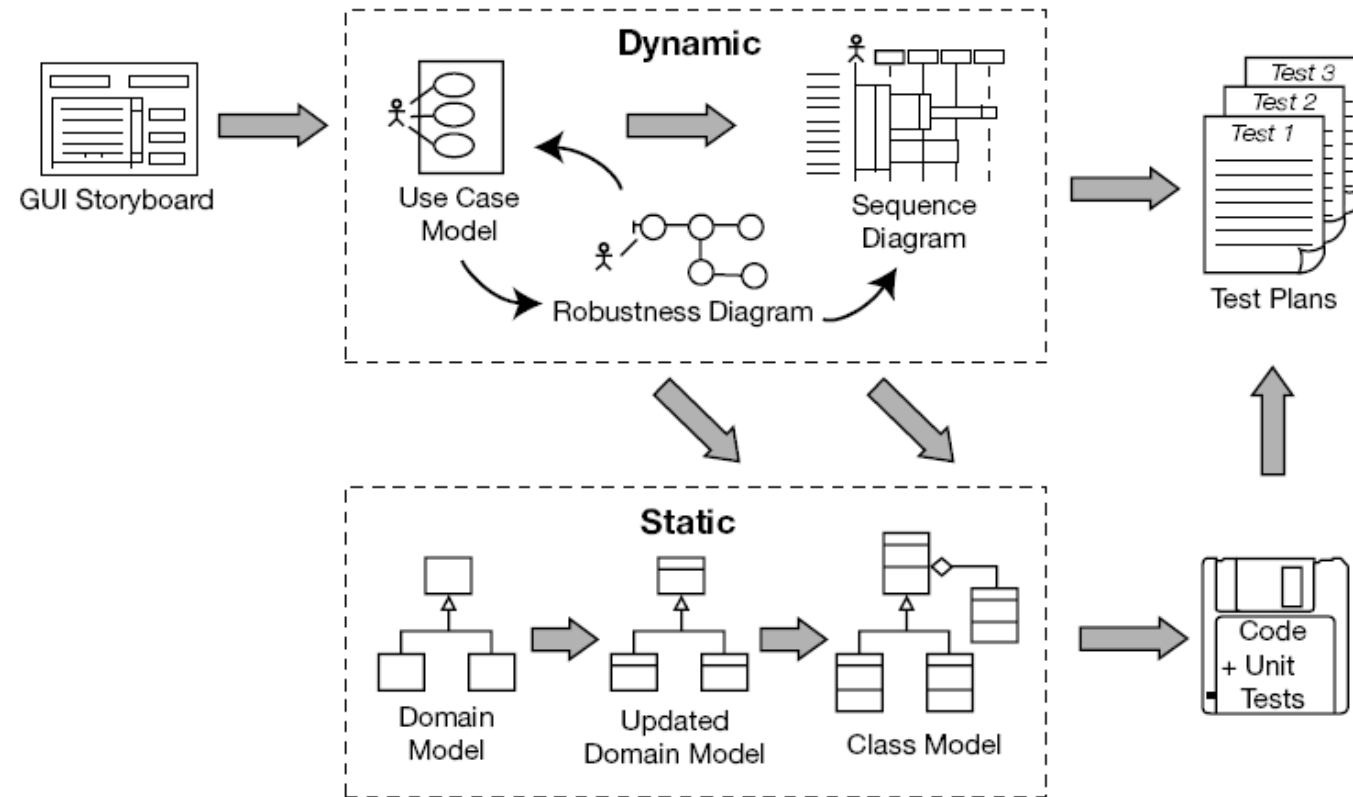 Dynamic
GUI Storyboard
Use Case
Model
Robustness Diagram
Sequence
Diagram
Test 3
Test 2
Test 1
Test Plans
Static
Domain
Model
Updated
Domain Model
Class Model
Code
+ Unit
Tests